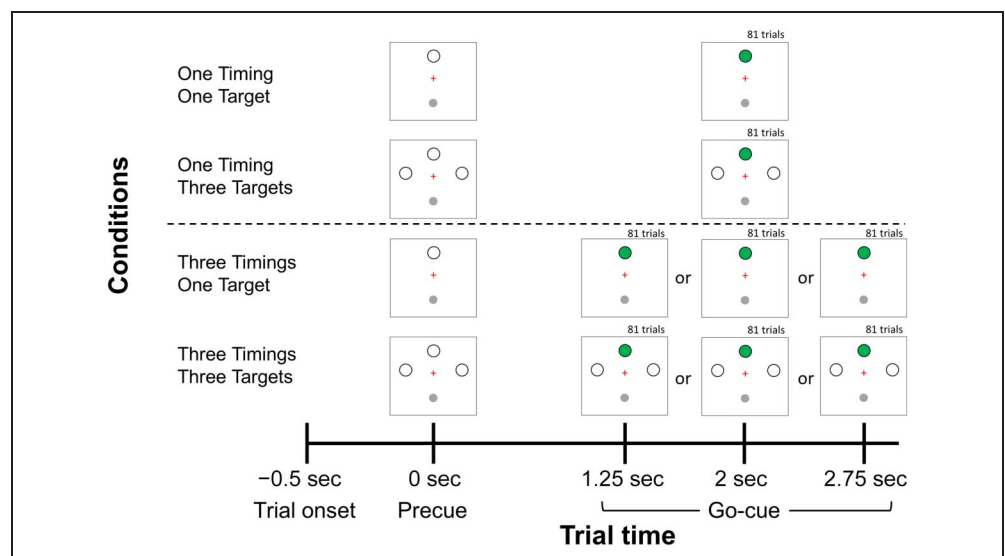 81 trials
81 trials
One Timing
One Target
81 trials
One Timing
Three Targets
81 trials
81 trials
81 trials
Three Timings
One Target
or
or
81 trials
81 trials
81 trials
Three Timings
Three Targets
or
or
Conditions
−0.5 sec
0 sec
1.25 sec
2 sec
2.75 sec
Trial onset
Precue
Go-cue
Trial time